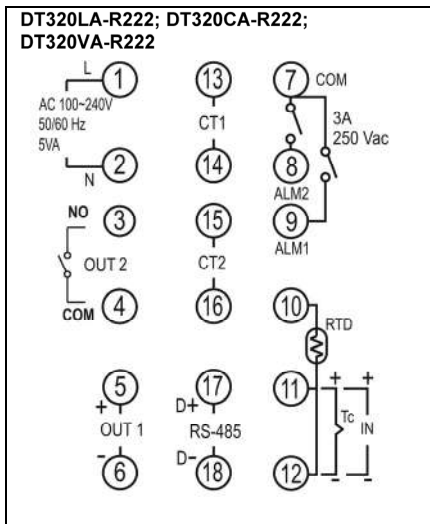 DT320LA-R222; DT320CA-R222;
DT320VA-R222
L 1 13 7 COM
AC 100~240V
50/60 Hz
5VA
CT1
3A
250 Vac
N 2 14 8
ALM2
NO 3 15 9
ALM1
OUT 2
CT2
COM 4 16 10
RTD
5 17 11 + +
+ D+
OUT 1 RS-485 Tc IN
- D-
6 18 12 - -